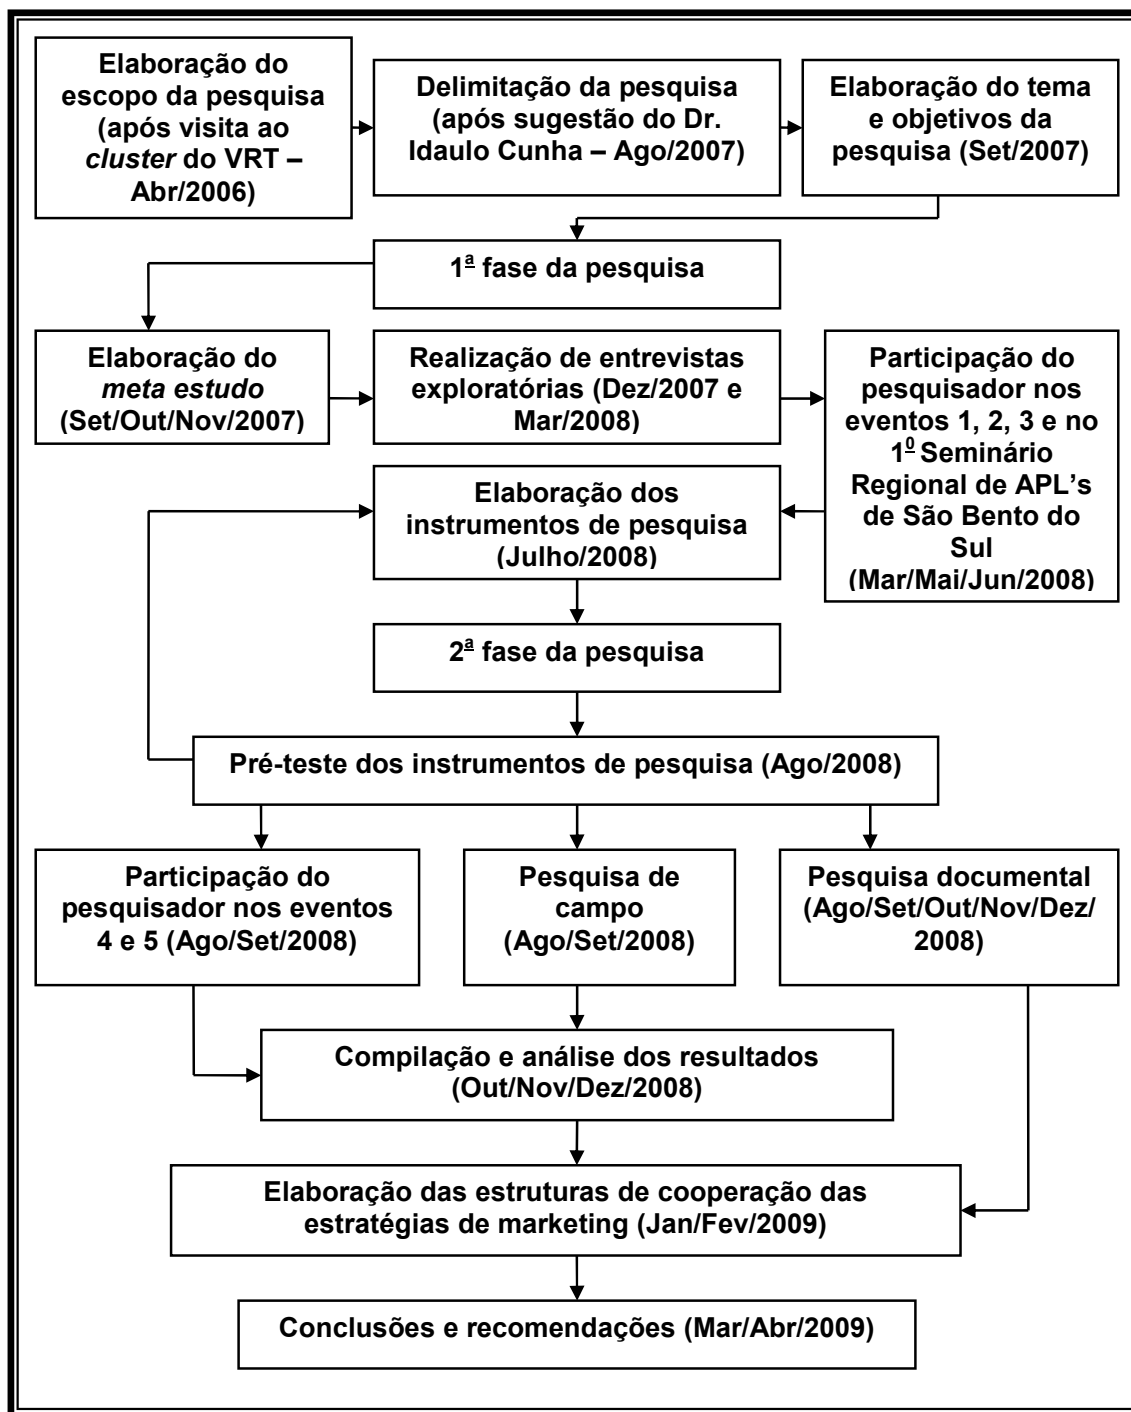 Elaboração do
escopo da pesquisa
(após visita ao
cluster do VRT –
Abr/2006)
Delimitação da pesquisa
(após sugestão do Dr.
Idaulo Cunha – Ago/2007)
Elaboração do tema
e objetivos da
pesquisa (Set/2007)
1ª fase da pesquisa
Elaboração do
meta estudo
(Set/Out/Nov/2007)
Realização de entrevistas
exploratórias (Dez/2007 e
Mar/2008)
Participação do
pesquisador nos
eventos 1, 2, 3 e no
1º Seminário
Regional de APL’s
de São Bento do
Sul
(Mar/Mai/Jun/2008)
Elaboração dos
instrumentos de pesquisa
(Julho/2008)
2ª fase da pesquisa
Pré-teste dos instrumentos de pesquisa (Ago/2008)
Participação do
pesquisador nos eventos
4 e 5 (Ago/Set/2008)
Pesquisa de
campo
(Ago/Set/2008)
Pesquisa documental
(Ago/Set/Out/Nov/Dez/
2008)
Compilação e análise dos resultados
(Out/Nov/Dez/2008)
Elaboração das estruturas de cooperação das
estratégias de marketing (Jan/Fev/2009)
Conclusões e recomendações (Mar/Abr/2009)